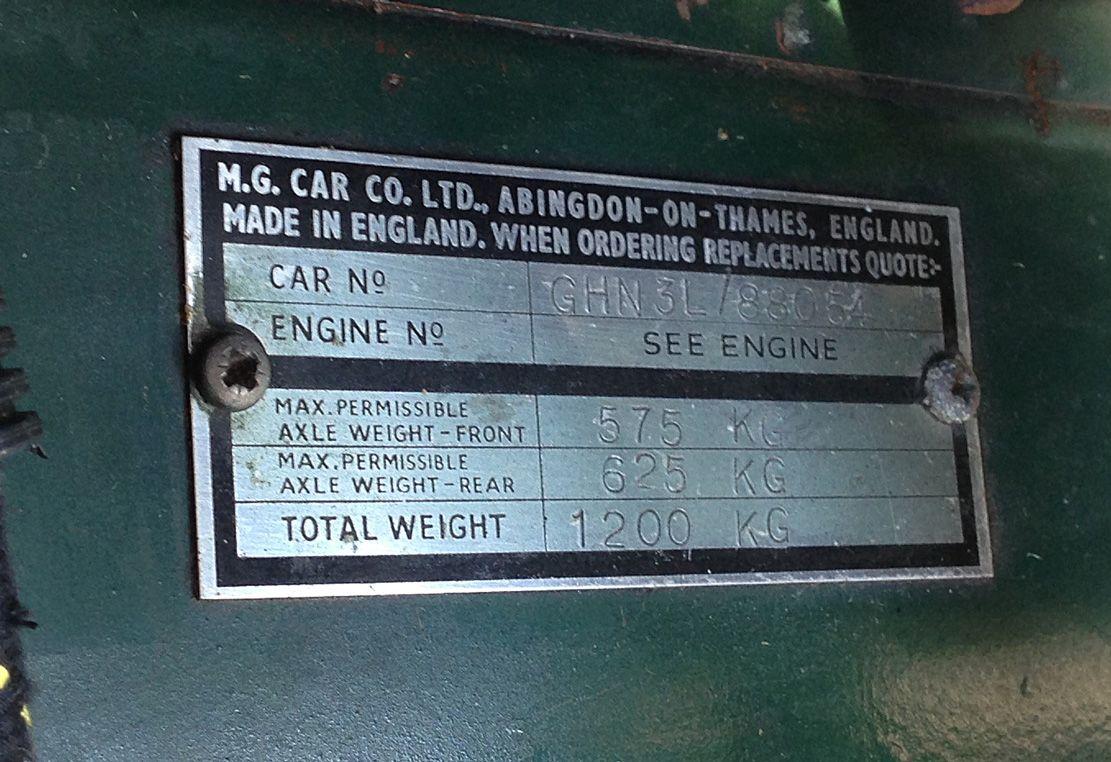 M.G. CAR CO. LTD., ABINGDON-ON-THAMES, ENGLAND.
MADE IN ENGLAND. WHEN ORDERING REPLACEMENTS QUOTE:-
CAR Nº GHN3L/88054
ENGINE Nº SEE ENGINE
MAX. PERMISSIBLE
AXLE WEIGHT-FRONT 575 KG
MAX. PERMISSIBLE
AXLE WEIGHT-REAR 625 KG
TOTAL WEIGHT 1200 KG